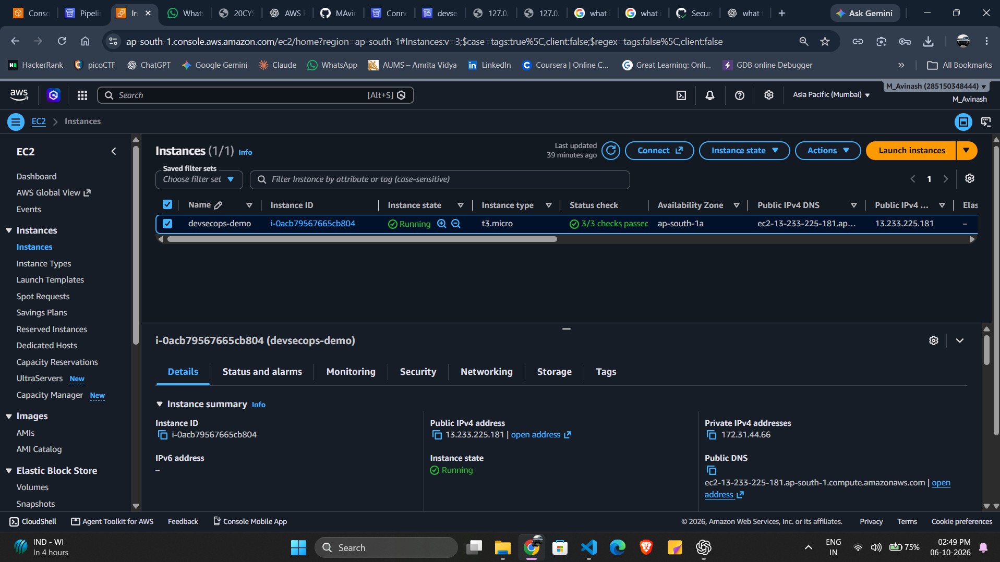 Conso
Pipelin
In
Whats
20CYS
AWS F
MAvir
Conne
devse
127.0.
127.0.
what i
what i
Secure
what t
Ask Gemini
ap-south-1.console.aws.amazon.com/ec2/home?region=ap-south-1#Instances:v=3;$case=tags:true%5C,client:false;$regex=tags:false%5C,client:false
HackerRank
picoCTF
ChatGPT
Google Gemini
Claude
WhatsApp
AUMS – Amrita Vidya
LinkedIn
Coursera | Online C...
Great Learning: Onli...
GDB online Debugger
All Bookmarks
aws
Search
[Alt+S]
Asia Pacific (Mumbai)
M_Avinash (285150348444)
M_Avinash
EC2
Instances
EC2
Dashboard
AWS Global View
Events
Instances
Instances
Instance Types
Launch Templates
Spot Requests
Savings Plans
Reserved Instances
Dedicated Hosts
Capacity Reservations
UltraServers New
Capacity Manager New
Images
AMIs
AMI Catalog
Elastic Block Store
Volumes
Snapshots
Instances (1/1) Info
Last updated
39 minutes ago
Connect
Instance state
Actions
Launch instances
Saved filter sets
Choose filter set
Filter Instance by attribute or tag (case-sensitive)
1
Name
Instance ID
Instance state
Instance type
Status check
Availability Zone
Public IPv4 DNS
Public IPv4 ...
Elas
devsecops-demo
i-0acb79567665cb804
Running
t3.micro
3/3 checks passec
ap-south-1a
ec2-13-233-225-181.ap...
13.233.225.181
–
i-0acb79567665cb804 (devsecops-demo)
Details
Status and alarms
Monitoring
Security
Networking
Storage
Tags
Instance summary Info
Instance ID
i-0acb79567665cb804
Public IPv4 address
13.233.225.181 | open address
Private IPv4 addresses
172.31.44.66
IPv6 address
–
Instance state
Running
Public DNS
ec2-13-233-225-181.ap-south-1.compute.amazonaws.com | open
address
CloudShell
Agent Toolkit for AWS
Feedback
Console Mobile App
© 2026, Amazon Web Services, Inc. or its affiliates.
Privacy
Terms
Cookie preferences
IND - WI
In 4 hours
Search
ENG
IN
75%
02:49 PM
06-10-2026